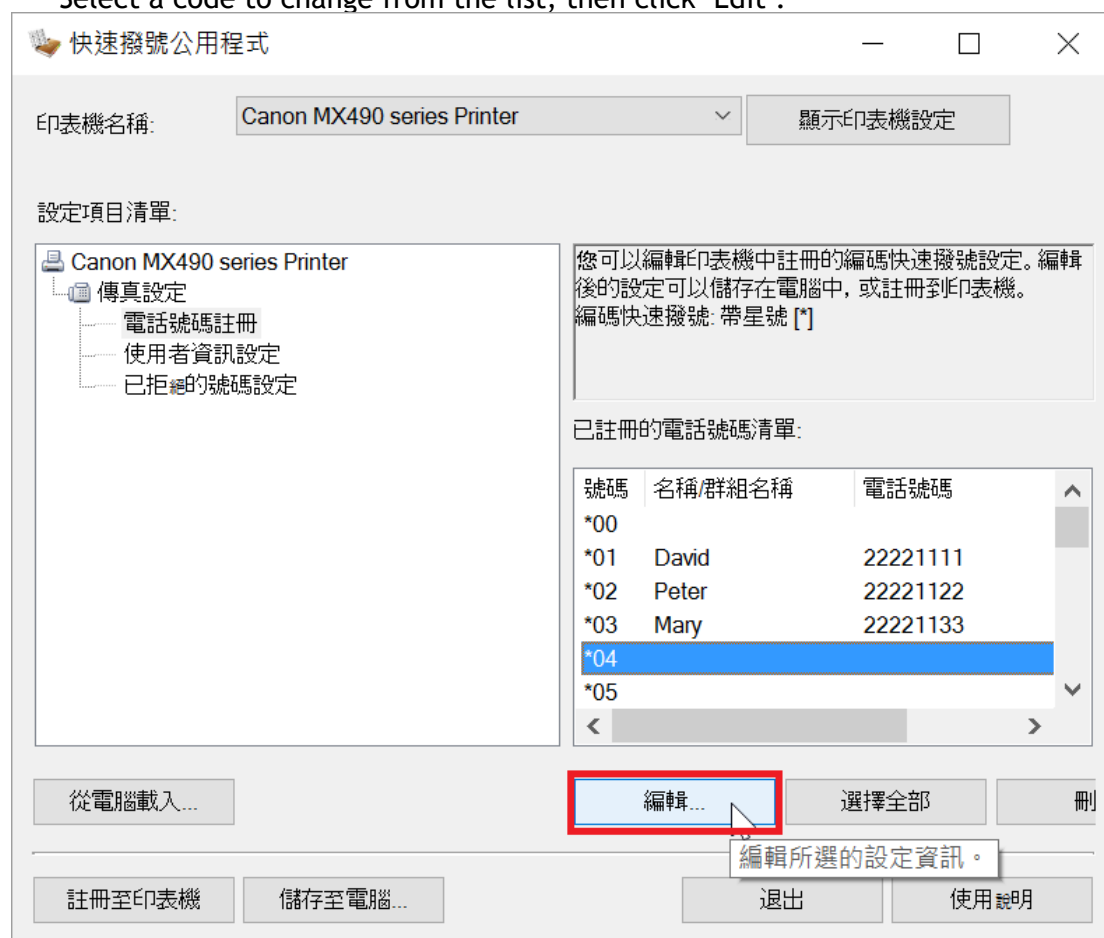 Select a code to change from the list, then click "Edit".
快速撥號公用程式
印表機名稱: Canon MX490 series Printer 顯示印表機設定
設定項目清單:
Canon MX490 series Printer
傳真設定
電話號碼註冊
使用者資訊設定
已拒絕的號碼設定
您可以編輯印表機中註冊的編碼快速撥號設定。編輯
後的設定可以儲存在電腦中, 或註冊到印表機。
編碼快速撥號: 帶星號 [*]
已註冊的電話號碼清單:
號碼 名稱/群組名稱 電話號碼
*00
*01 David 22221111
*02 Peter 22221122
*03 Mary 22221133
*04
*05
從電腦載入... 編輯... 選擇全部 刪
編輯所選的設定資訊。
註冊至印表機 儲存至電腦... 退出 使用說明